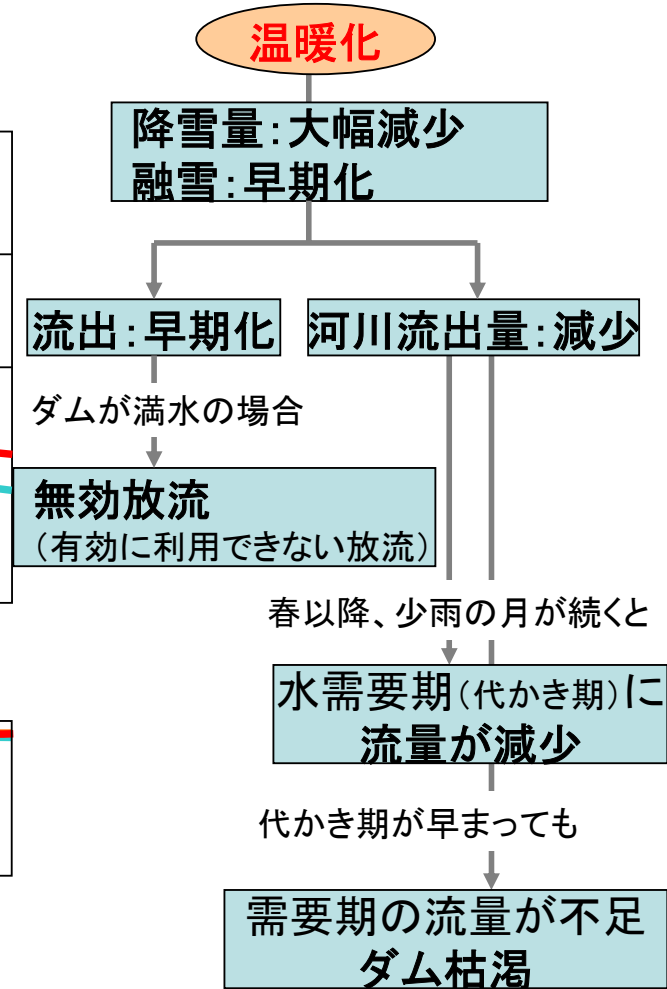 温暖化
降雪量：大幅減少
融雪：早期化
流出：早期化
河川流出量：減少
ダムが満水の場合
無効放流
（有効に利用できない放流）
春以降、少雨の月が続くと
水需要期（代かき期）に
流量が減少
代かき期が早まっても
需要期の流量が不足
ダム枯渇